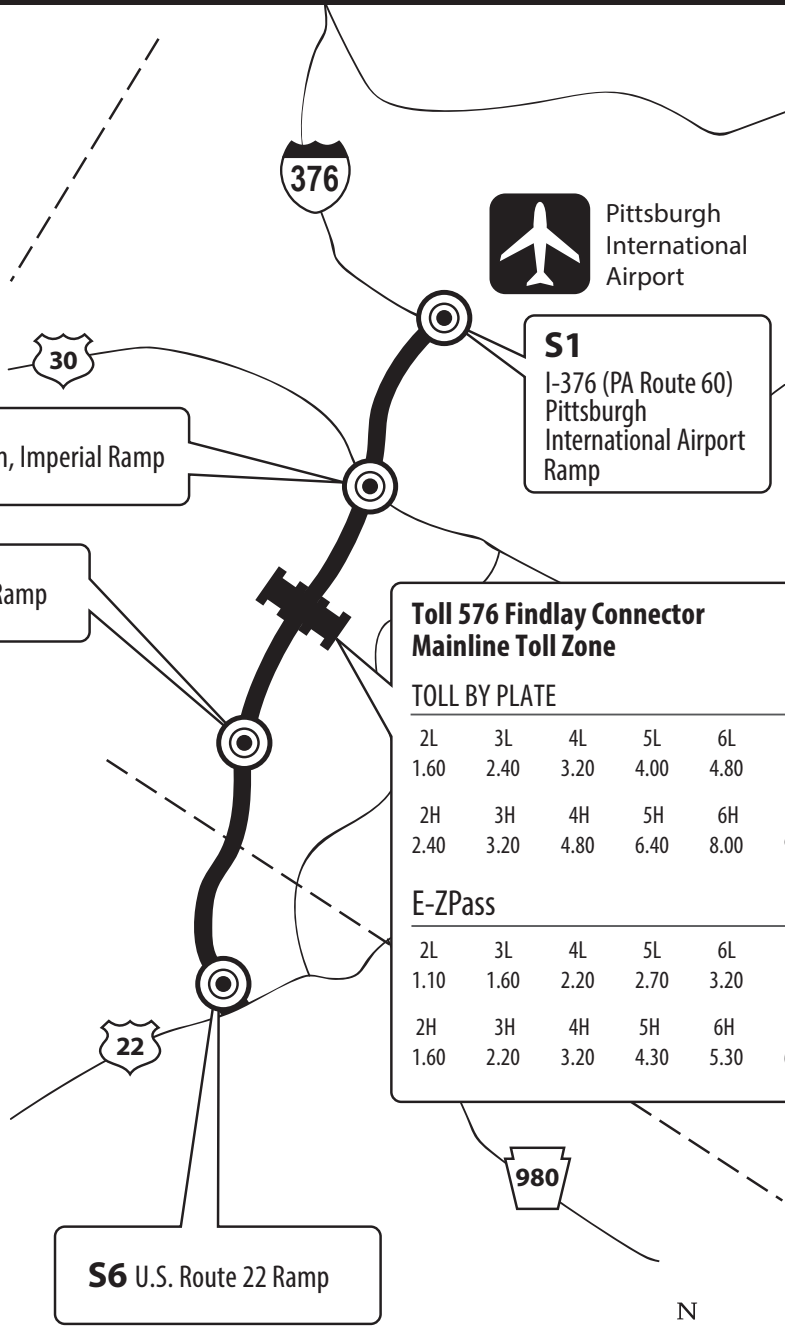 376
Pittsburgh
International
Airport
30
S1
I-376 (PA Route 60)
Pittsburgh
International Airport
Ramp
, Imperial Ramp
Ramp
Toll 576 Findlay Connector
Mainline Toll Zone
TOLL BY PLATE
2L 3L 4L 5L 6L
1.60 2.40 3.20 4.00 4.80
2H 3H 4H 5H 6H
2.40 3.20 4.80 6.40 8.00
E-ZPass
2L 3L 4L 5L 6L
1.10 1.60 2.20 2.70 3.20
2H 3H 4H 5H 6H
1.60 2.20 3.20 4.30 5.30
22
980
S6 U.S. Route 22 Ramp
N